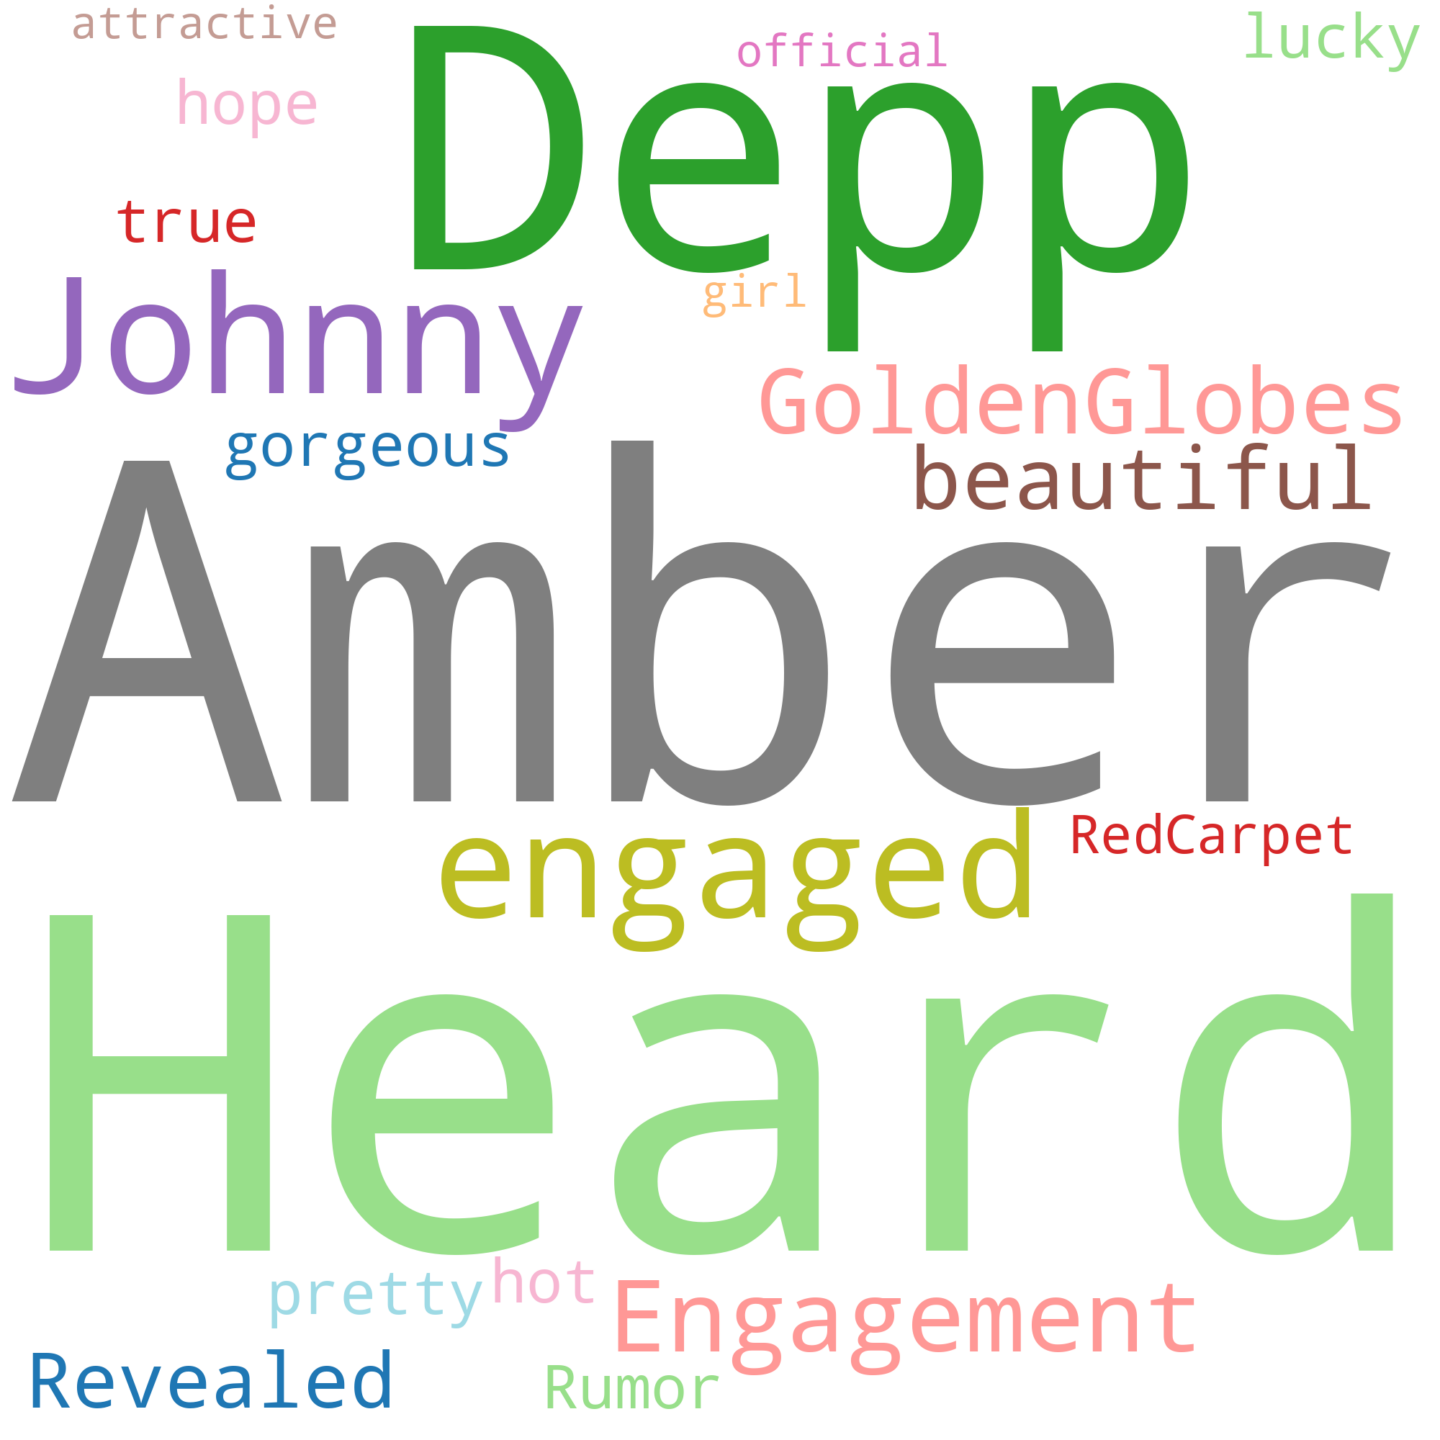 attractive
official
lucky
hope
Depp
true
Johnny
girl
GoldenGlobes
gorgeous
beautiful
Amber
engaged
RedCarpet
Heard
pretty
hot
Engagement
Revealed
Rumor